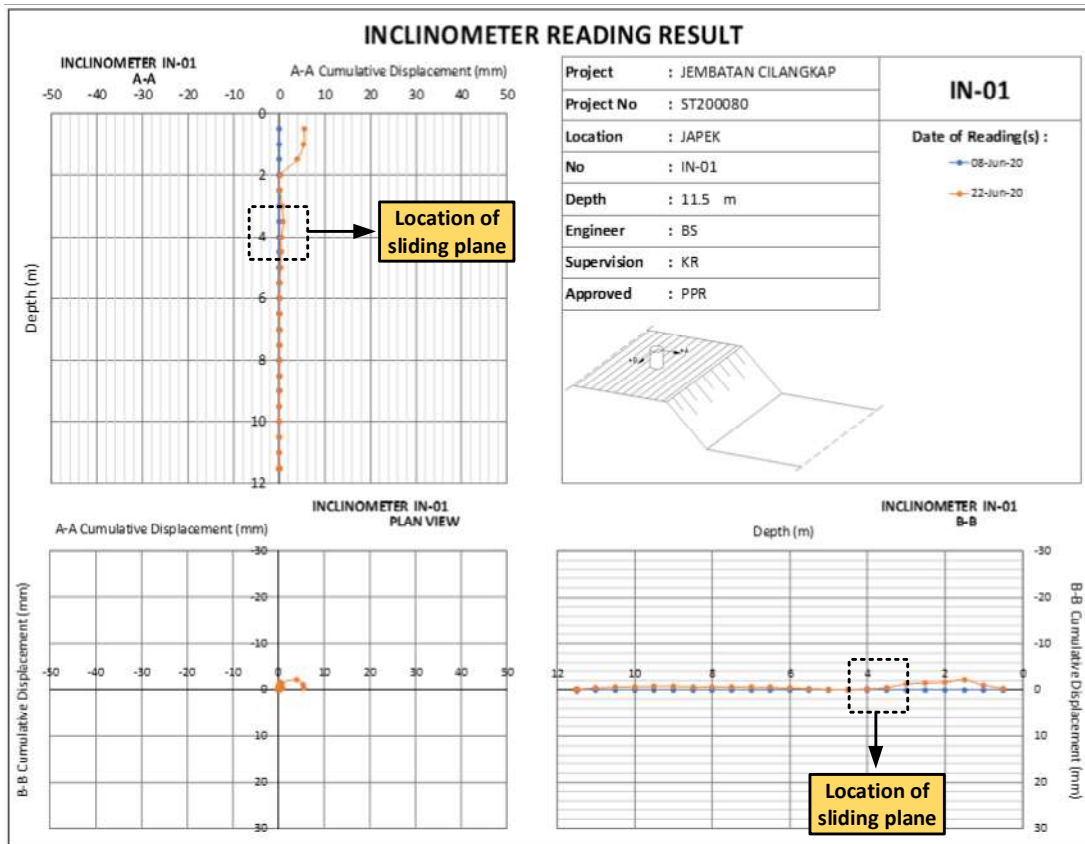 INCLINOMETER READING RESULT
INCLINOMETER IN-01
A-A
A-A Cumulative Displacement (mm)
-50 -40 -30 -20 -10 0 10 20 30 40 50
0
2
4
6
8
10
12
Depth (m)
Location of
sliding plane
Project : JEMBATAN CILANGKAP
Project No : ST200080
Location : JAPEK
No : IN-01
Depth : 11.5 m
Engineer : BS
Supervision : KR
Approved : PPR
IN-01
Date of Reading(s) :
08-Jun-20
22-Jun-20
+B
+A
INCLINOMETER IN-01
PLAN VIEW
A-A Cumulative Displacement (mm)
-30
-20
-10
-50 -40 -30 -20 -10 0 10 20 30 40 50
0
10
20
30
B-B Cumulative Displacement (mm)
INCLINOMETER IN-01
B-B
Depth (m)
-30
-20
-10
12 10 8 6 4 2 0
0
10
20
30
B-B Cumulative Displacement (mm)
Location of
sliding plane